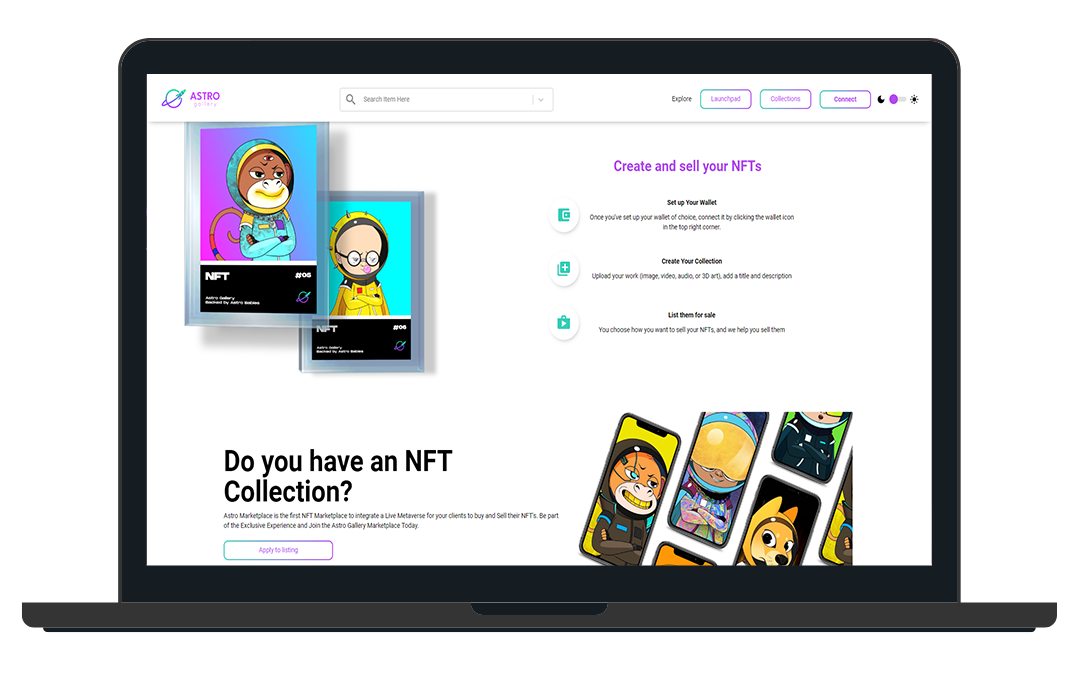 ASTRO
gallery
Search Item Here
Explore
Launchpad
Collections
Connect
NFT
#06
Astro Gallery
Backed by Astro Babies
NFT
#06
Astro Gallery
Backed by Astro Babies
Create and sell your NFTs
Set up Your Wallet
Once you've set up your wallet of choice, connect it by clicking the wallet icon
in the top right corner.
Create Your Collection
Upload your work (image, video, audio, or 3D art), add a title and description
List them for sale
You choose how you want to sell your NFTs, and we help you sell them
Do you have an NFT
Collection?
Astro Marketplace is the first NFT Marketplace to integrate a Live Metaverse for your clients to buy and Sell their NFTs. Be part
of the Exclusive Experience and Join the Astro Gallery Marketplace Today.
Apply to listing